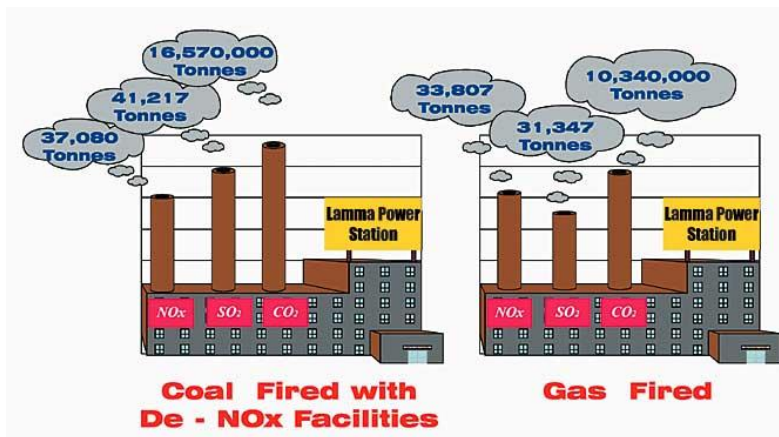 16,570,000
Tonnes
41,217
Tonnes
37,080
Tonnes
Lamma Power
Station
NOx
SO₂
CO₂
Coal Fired with
De - NOx Facilities
33,807
Tonnes
10,340,000
Tonnes
31,347
Tonnes
Lamma Power
Station
NOx
SO₂
CO₂
Gas Fired